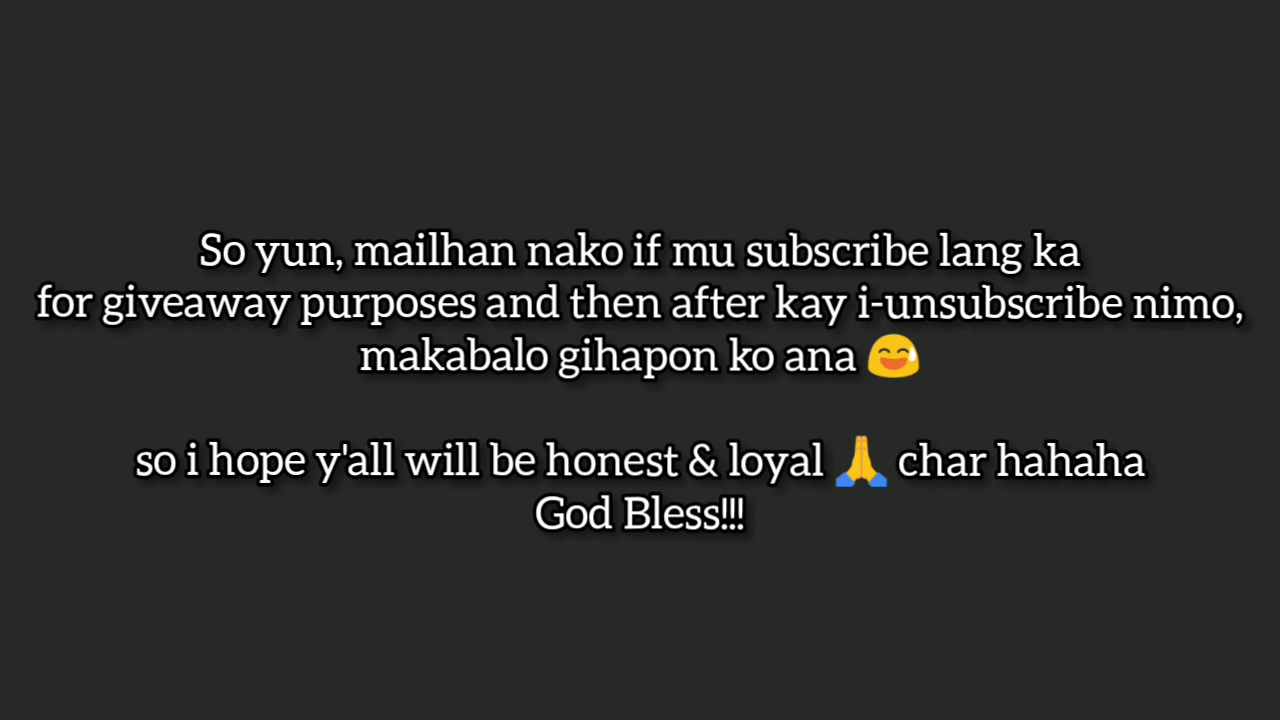 So yun, mailhan nako if mu subscribe lang ka
for giveaway purposes and then after kay i-unsubscribe nimo,
makabalo gihapon ko ana 😅
so i hope y'all will be honest & loyal 🙏 char hahaha
God Bless!!!